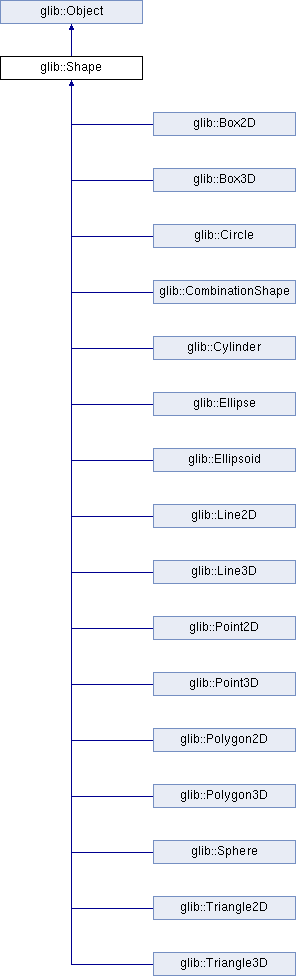 glib::Object
glib::Shape
glib::Box2D
glib::Box3D
glib::Circle
glib::CombinationShape
glib::Cylinder
glib::Ellipse
glib::Ellipsoid
glib::Line2D
glib::Line3D
glib::Point2D
glib::Point3D
glib::Polygon2D
glib::Polygon3D
glib::Sphere
glib::Triangle2D
glib::Triangle3D